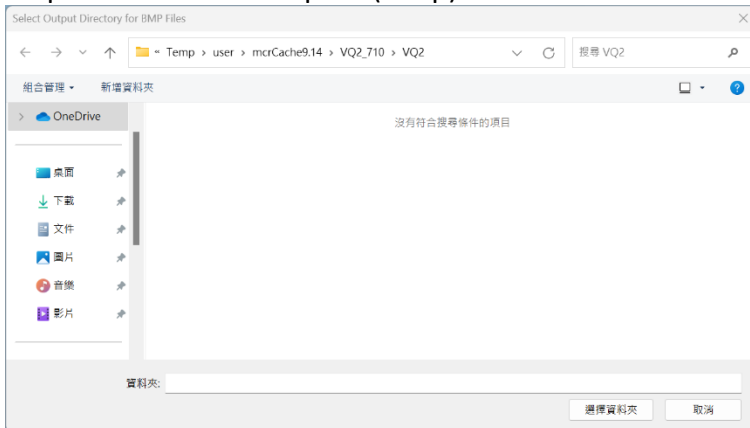 Select Output Directory for BMP Files
« Temp › user › mcrCache9.14 › VQ2_710 › VQ2
搜尋 VQ2
組合管理
新增資料夾
OneDrive
沒有符合搜尋條件的項目
桌面
下載
文件
圖片
音樂
影片
資料夾:
選擇資料夾
取消